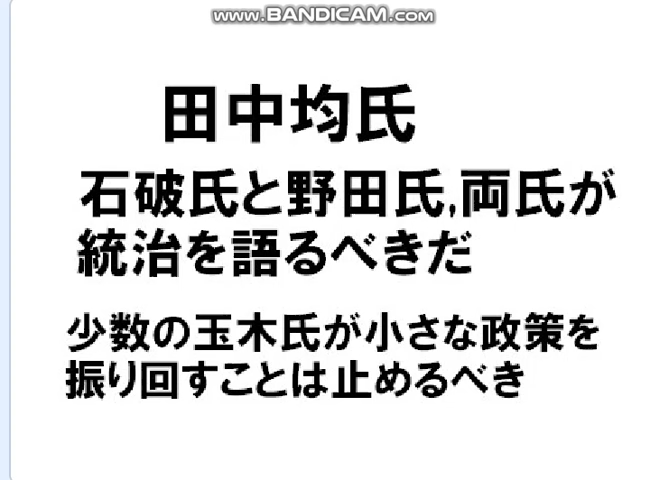 www.BANDICAM.com
田中均氏
石破氏と野田氏,両氏が
統治を語るべきだ
少数の玉木氏が小さな政策を
振り回すことは止めるべき